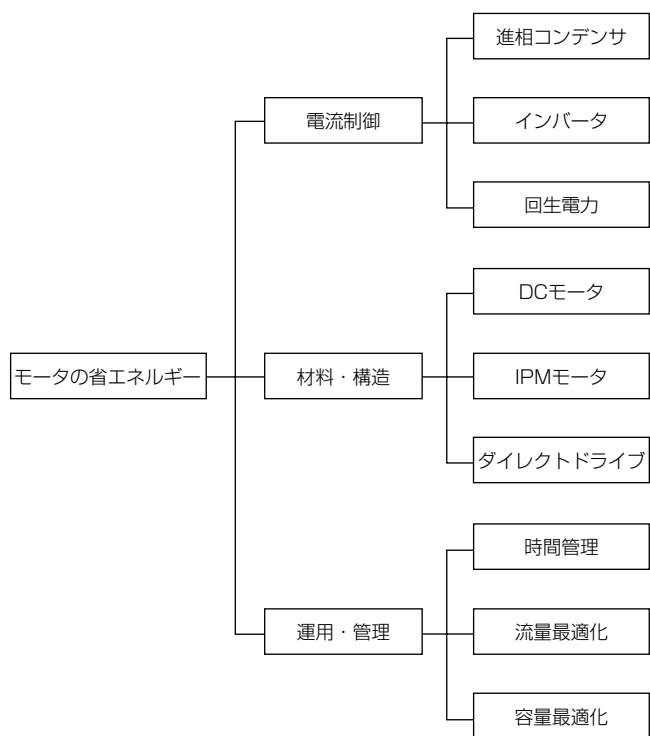 モータの省エネルギー
電流制御
進相コンデンサ
インバータ
回生電力
材料・構造
DCモータ
IPMモータ
ダイレクトドライブ
運用・管理
時間管理
流量最適化
容量最適化